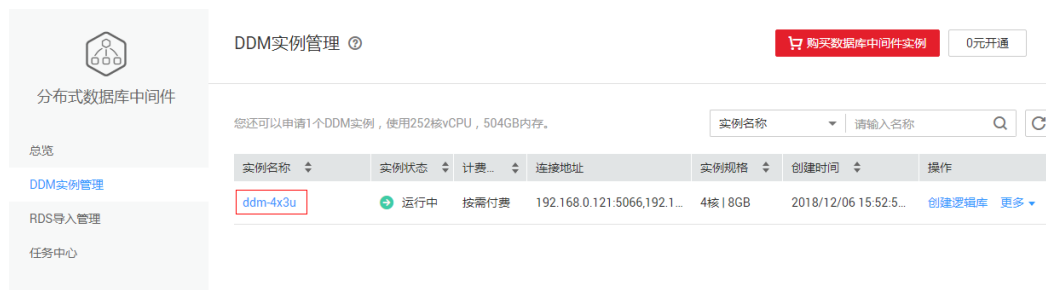 分布式数据库中间件
总览
DDM实例管理
RDS导入管理
任务中心
DDM实例管理 ?
购买数据库中间件实例 0元开通
您还可以申请1个DDM实例，使用252核vCPU，504GB内存。 实例名称 请输入名称
实例名称 实例状态 计费... 连接地址 实例规格 创建时间 操作
ddm-4x3u 运行中 按需付费 192.168.0.121:5066,192.1... 4核 | 8GB 2018/12/06 15:52:5... 创建逻辑库 更多